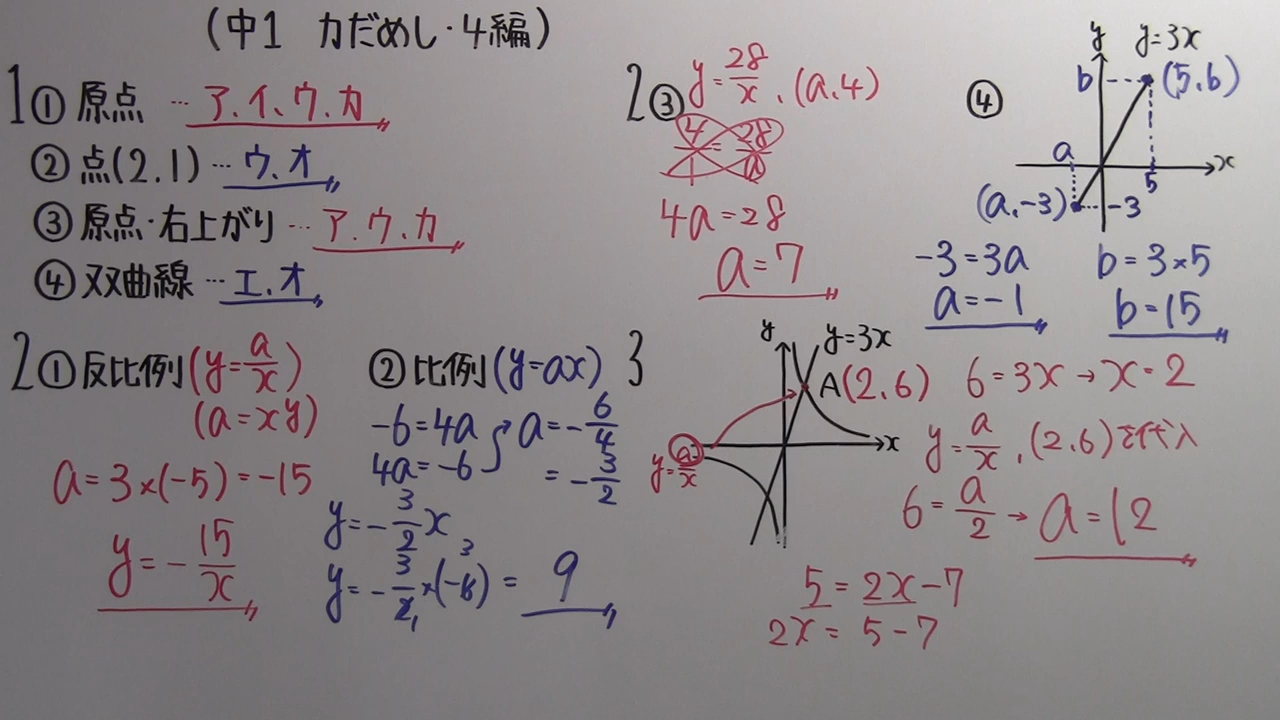 (中1 力だめし・4編)
1 ① 原点 … ア.イ、ウ.カ
② 点(2.1) … ウ.オ
③ 原点・右上がり … ア.ウ.カ
④ 双曲線 … エ.オ
2 ① 反比例(y=a/x)
(a=xy)
a=3×(-5)=-15
y=-15/x
② 比例(y=ax)
-6=4a
4a=-6
a=-6/4
=-3/2
y=-3/2x
y=-3/2×(-6)= 9
3
1
2 ③ y=28/x、(a.4)
4/1=28/a
4a=28
a=7
④
y y=3x
b (5.b)
a 5 x
(a.-3) -3
-3=3a
a=-1
b=3×5
b=15
3
y y=3x
A(2.6)
x
y=a/x
6=3x→x=2
y=a/x、(2.6)を代入
6=a/2→a=12
5=2x-7
2x=5-7